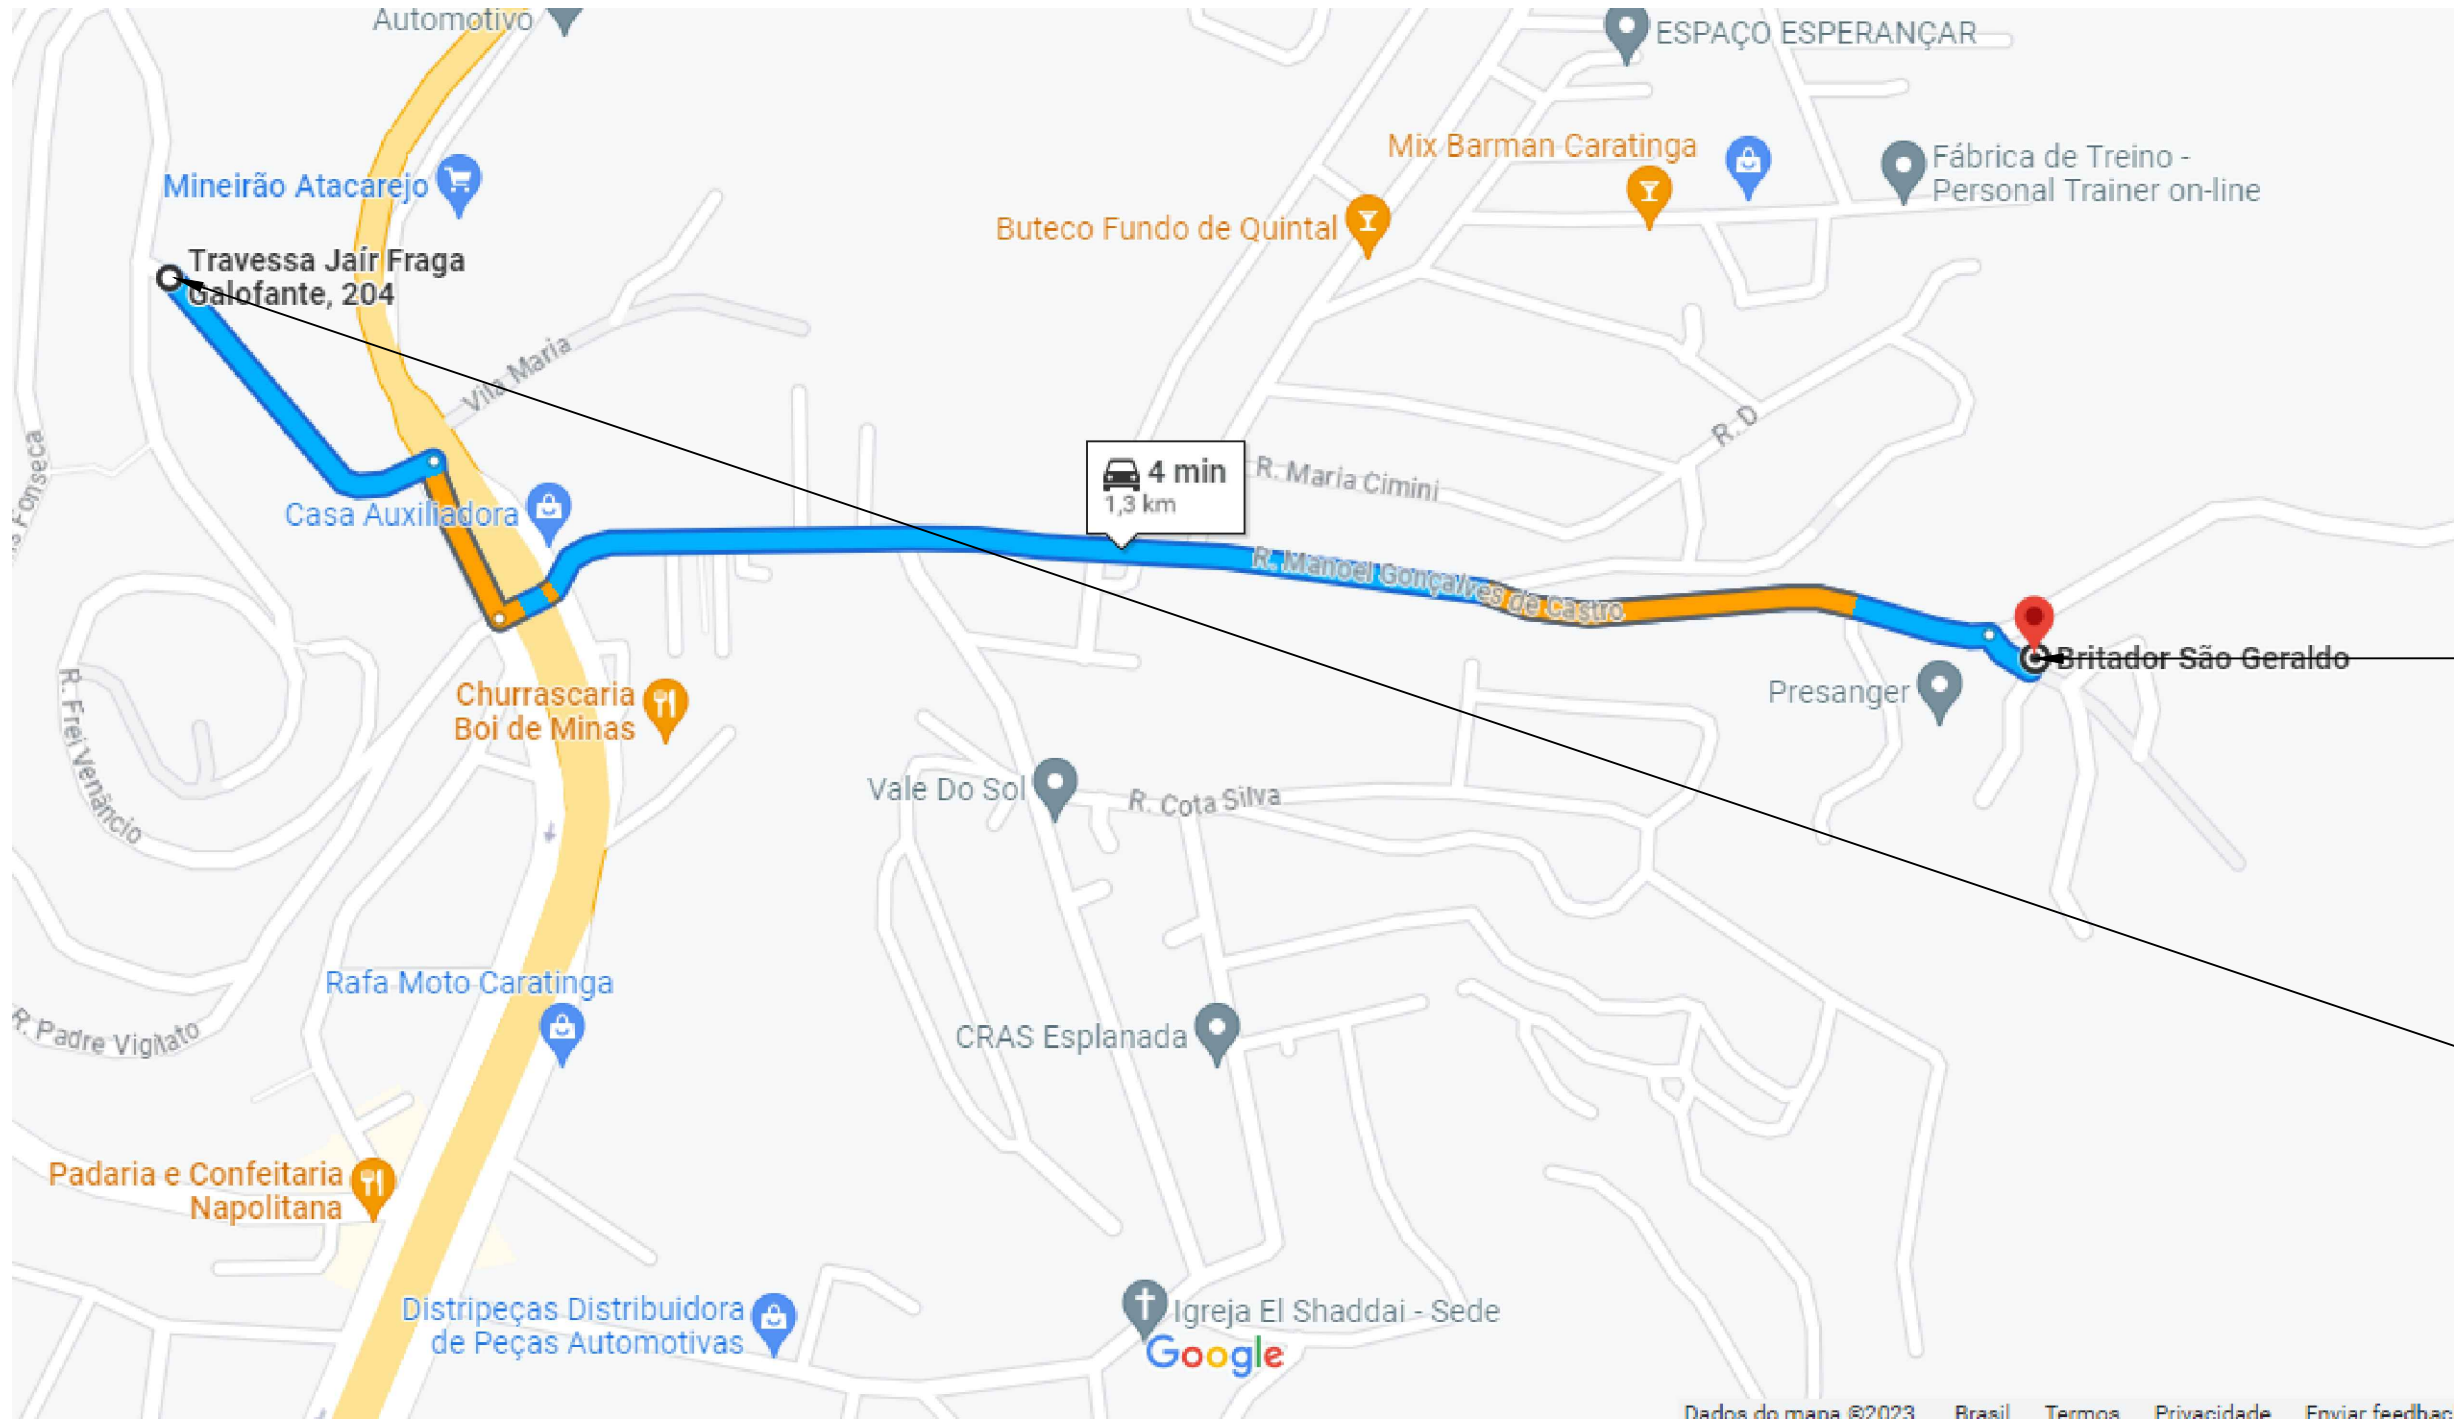 Automotivo
ESPAÇO ESPERANÇAR
Mix Barman Caratinga
Fábrica de Treino -
Personal Trainer on-line
Mineirão Atacarejo
Buteco Fundo de Quintal
Travessa Jair Fraga
Galofante, 204
Vila Maria
R. D
4 min
1,3 km
R. Maria Cimini
Fonseca
Casa Auxiliadora
R. Manoel Gonçalves de Castro
Britador São Geraldo
Presanger
R. Frei Venâncio
Churrascaria
Boi de Minas
Vale Do Sol
R. Cota Silva
Rafa Moto Caratinga
R. Padre Vigilato
CRAS Esplanada
Padaria e Confeitaria
Napolitana
Distripeças Distribuidora
de Peças Automotivas
Igreja El Shaddai - Sede
Google
Dados do mapa ©2023 Brasil Termos Privacidade Enviar feedbac